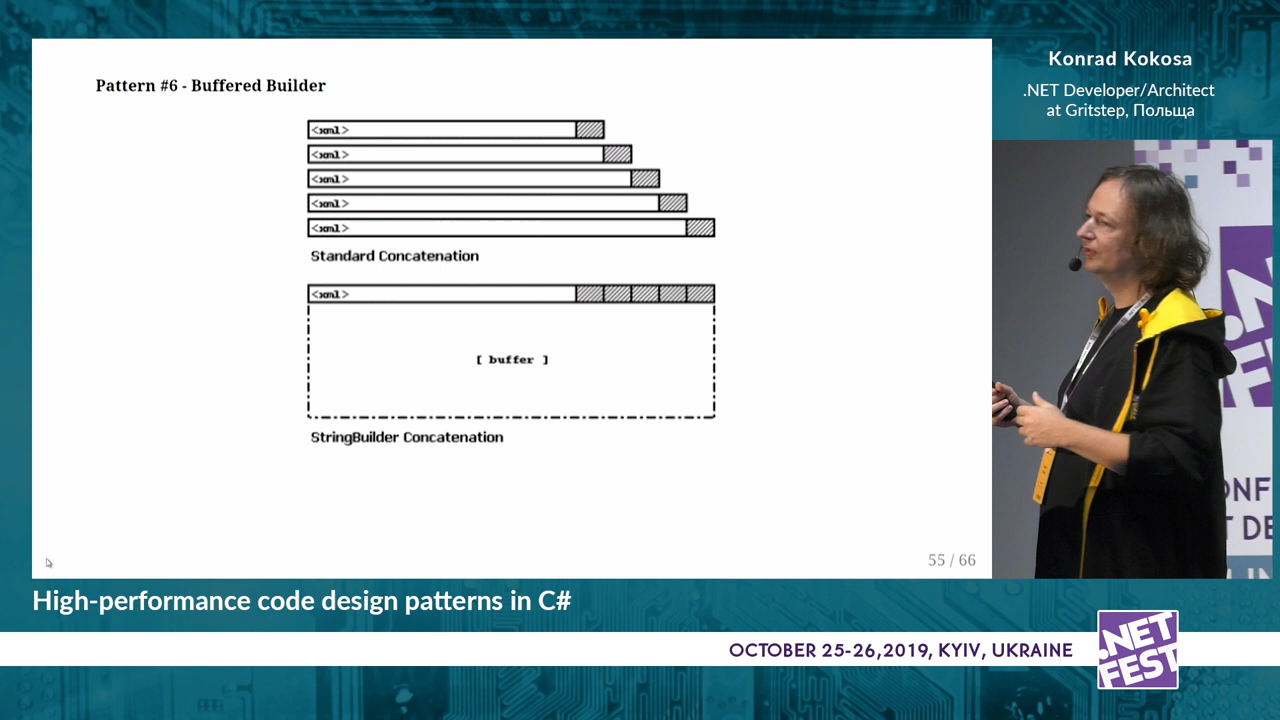 Pattern #6 - Buffered Builder
<xml>
<xml>
<xml>
<xml>
<xml>
Standard Concatenation
<xml>
[ buffer ]
StringBuilder Concatenation
55 / 66
Konrad Kokosa
.NET Developer/Architect
at Gritstep, Польща
High-performance code design patterns in C#
OCTOBER 25-26,2019, KYIV, UKRAINE
.NET
FEST